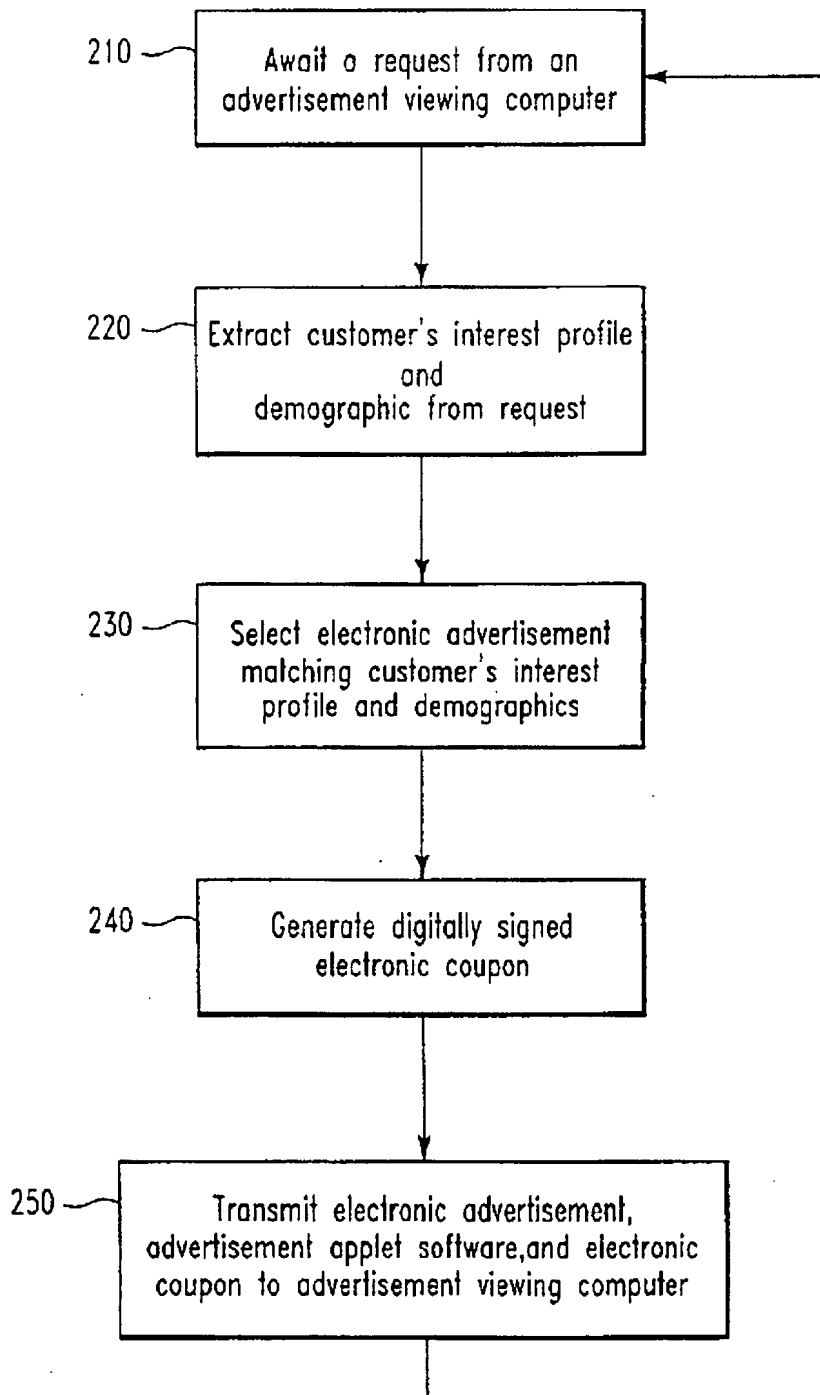 210
Await a request from an
advertisement viewing computer
220
Extract customer's interest profile
and
demographic from request
230
Select electronic advertisement
matching customer's interest
profile and demographics
240
Generate digitally signed
electronic coupon
250
Transmit electronic advertisement,
advertisement applet software,and electronic
coupon to advertisement viewing computer